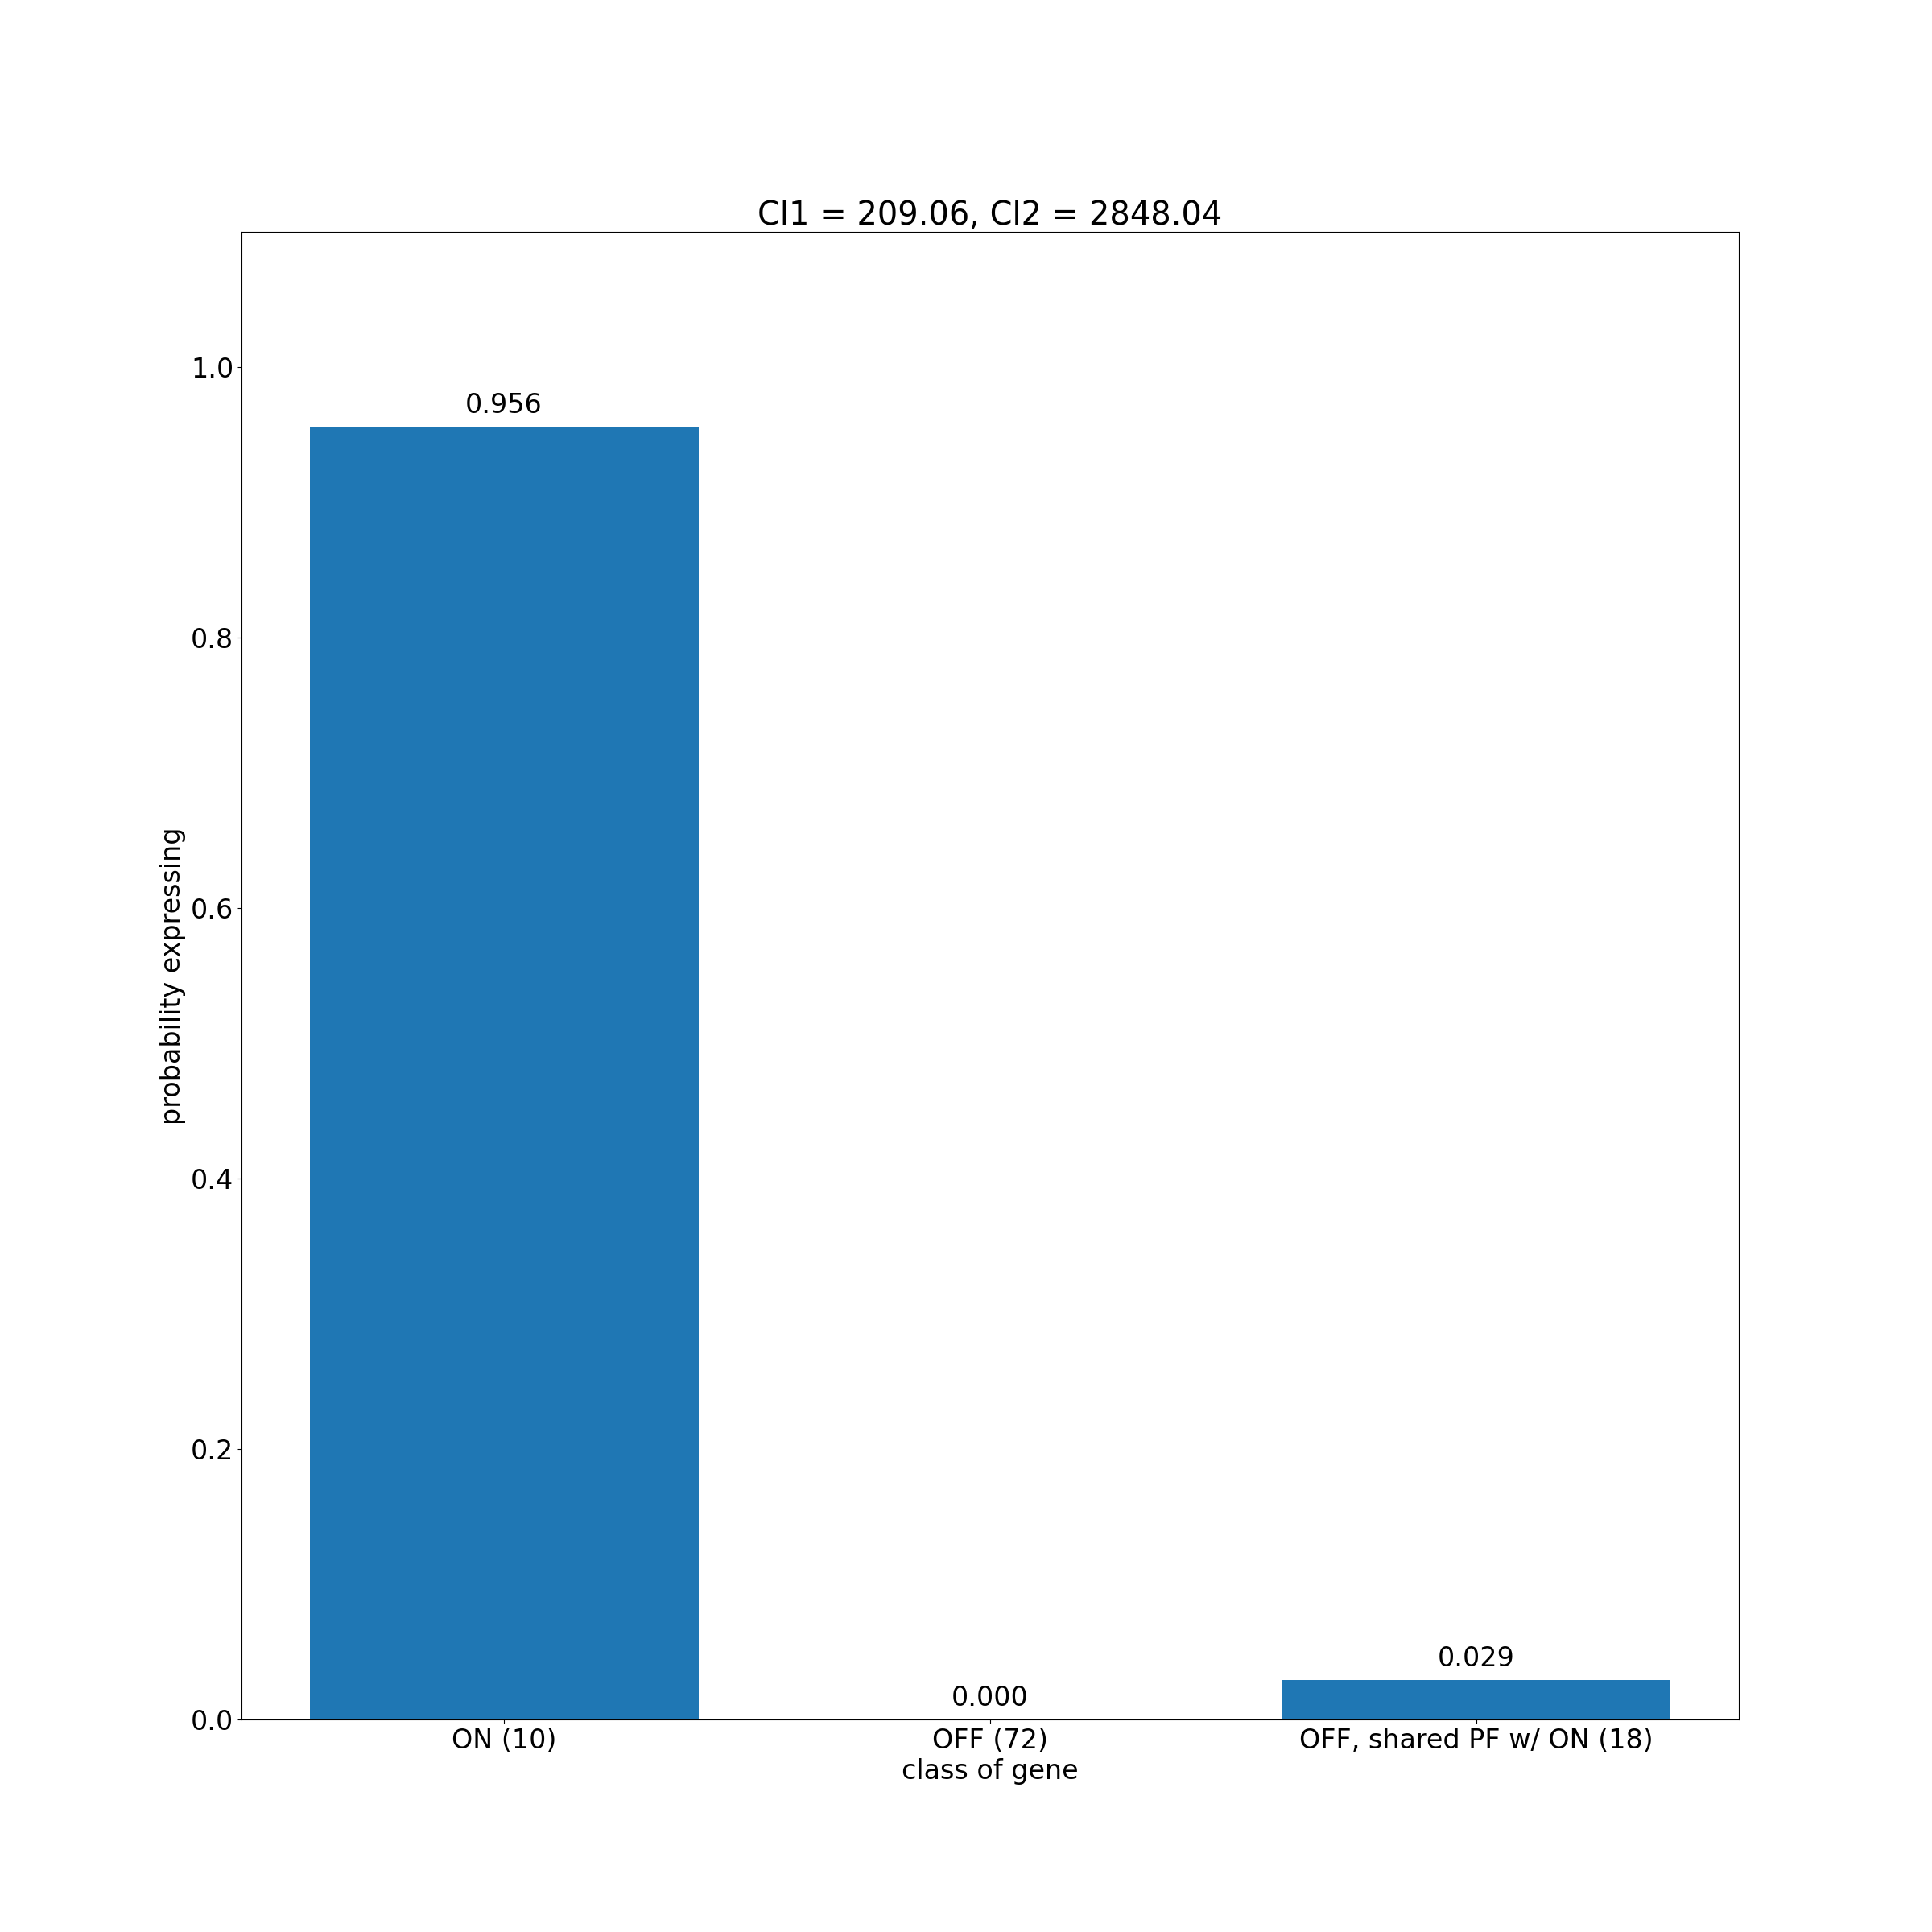 Cl1 = 209.06, Cl2 = 2848.04
1.0
0.956
0.8
probability expressing
0.6
0.4
0.2
0.029
0.000
0.0
ON (10)
OFF (72)
OFF, shared PF w/ ON (18)
class of gene